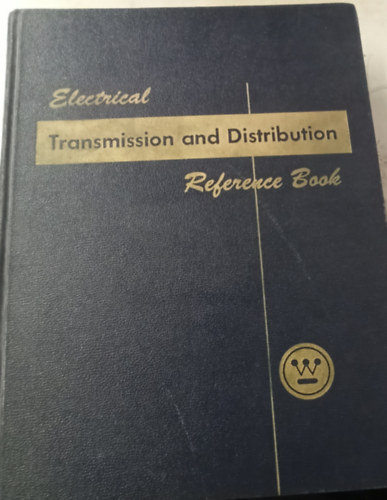 Electrical
Transmission and Distribution
Reference Book
W